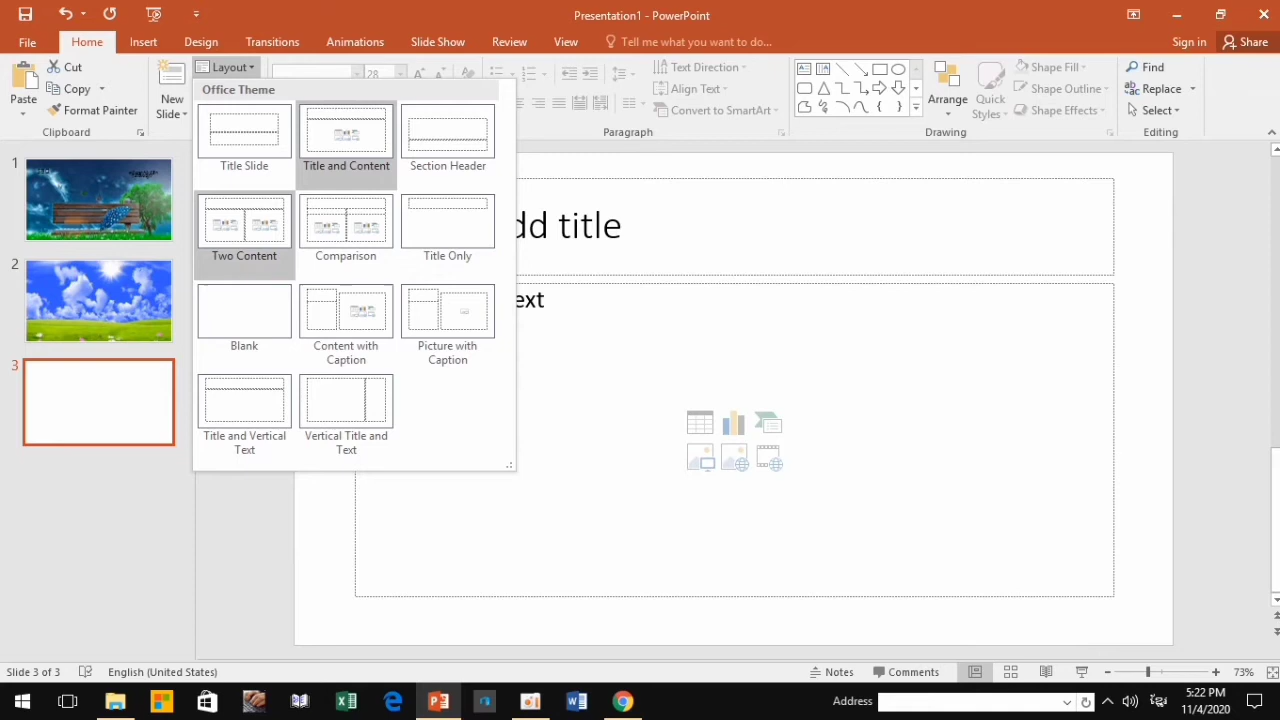 Presentation1 - PowerPoint
File Home Insert Design Transitions Animations Slide Show Review View Tell me what you want to do... Sign in Share
Paste
Cut
Copy
Format Painter
Clipboard
New
Slide
Layout
28
Text Direction
Align Text
Convert to SmartArt
Paragraph
Arrange
Quick
Styles
Shape Fill
Shape Outline
Shape Effects
Drawing
Find
Replace
Select
Editing
Office Theme
Title Slide
Title and Content
Section Header
Two Content
Comparison
Title Only
Blank
Content with
Caption
Picture with
Caption
Title and Vertical
Text
Vertical Title and
Text
1
2
3
dd title
ext
Slide 3 of 3 English (United States) Notes Comments 73%
Address
5:22 PM
11/4/2020